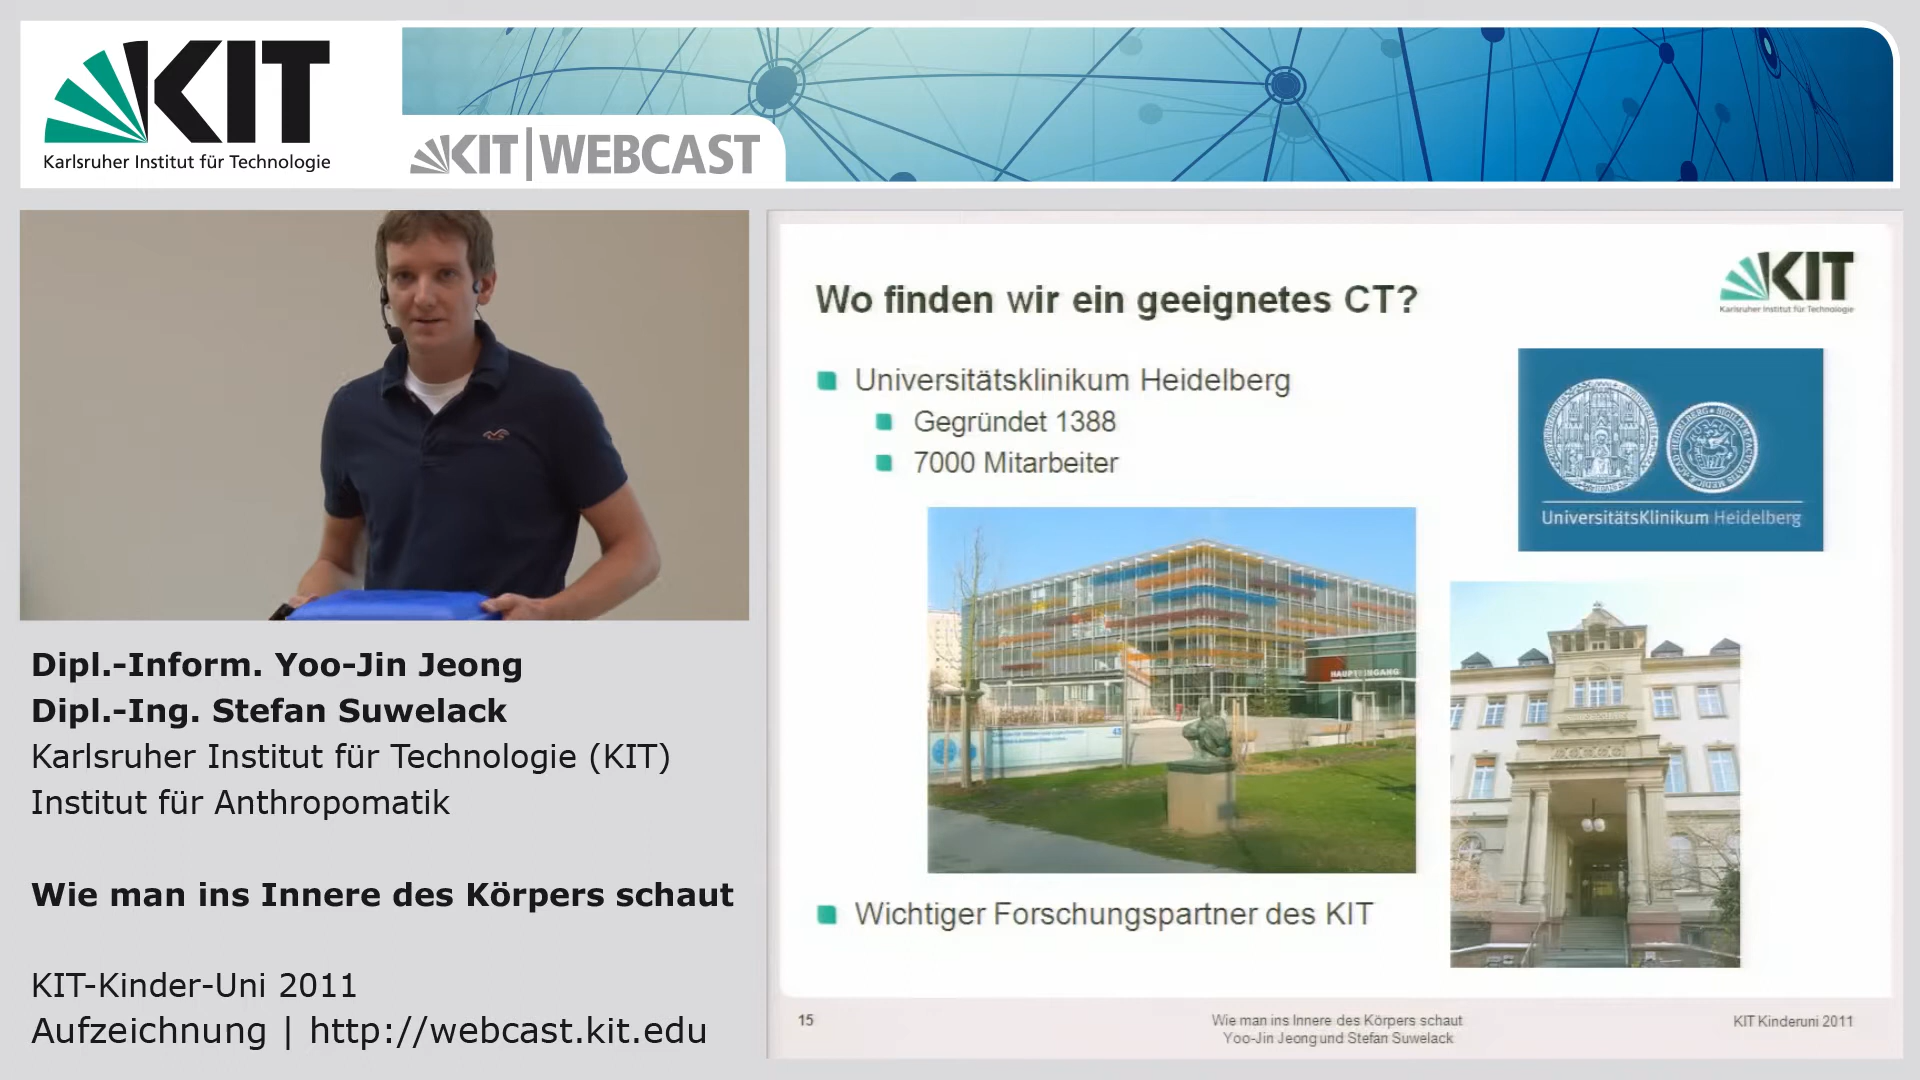 KIT
Karlsruher Institut für Technologie
KIT|WEBCAST
Dipl.-Inform. Yoo-Jin Jeong
Dipl.-Ing. Stefan Suwelack
Karlsruher Institut für Technologie (KIT)
Institut für Anthropomatik
Wie man ins Innere des Körpers schaut
KIT-Kinder-Uni 2011
Aufzeichnung | http://webcast.kit.edu
Wo finden wir ein geeignetes CT?
KIT
Karlsruher Institut für Technologie
Universitätsklinikum Heidelberg
Gegründet 1388
7000 Mitarbeiter
UniversitätsKlinikum Heidelberg
HAUPTEINGANG
Wichtiger Forschungspartner des KIT
15
Wie man ins Innere des Körpers schaut
Yoo-Jin Jeong und Stefan Suwelack
KIT Kinderuni 2011